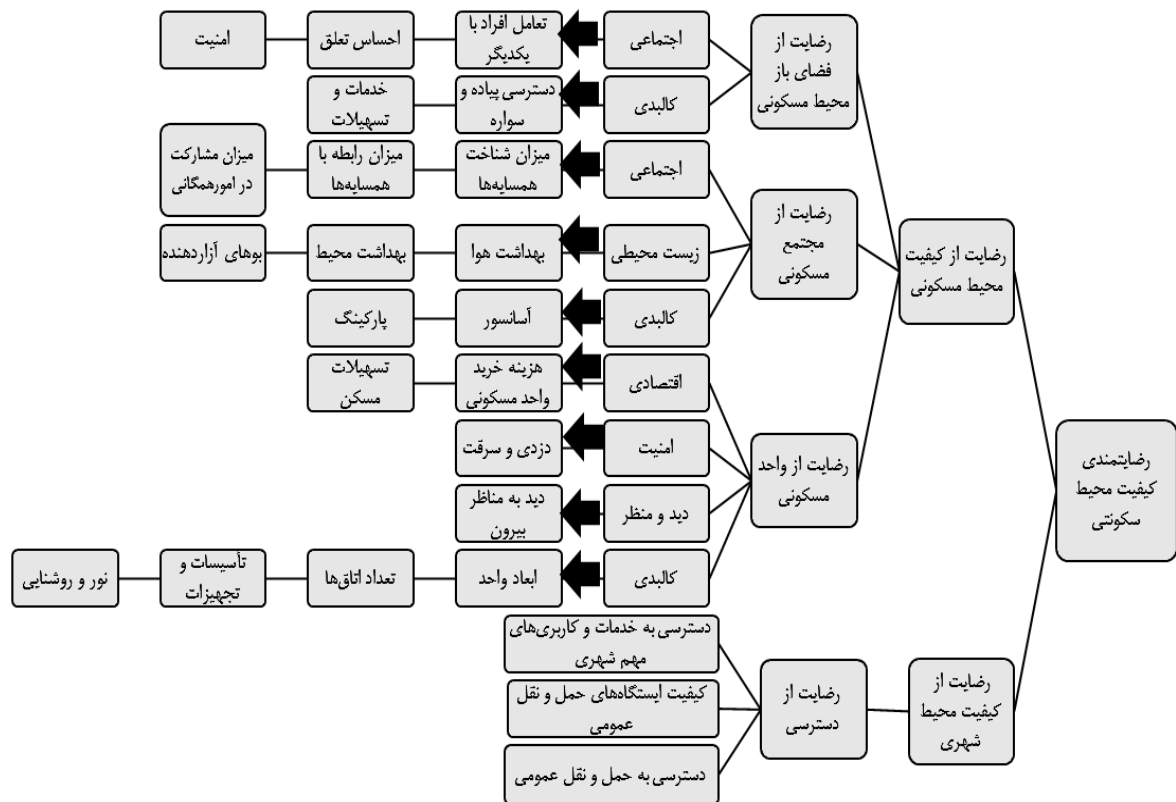 رضایتمندی
کیفیت محیط
سکونتی
رضایت از کیفیت
محیط مسکونی
رضایت از
فضای باز
محیط مسکونی
اجتماعی
تعامل افراد با
یکدیگر
احساس تعلق
امنیت
کالبدی
دسترسی پیاده و
سواره
خدمات و
تسهیلات
رضایت از
مجتمع
مسکونی
اجتماعی
میزان شناخت
همسایه‌ها
میزان رابطه با
همسایه‌ها
میزان مشارکت
در امورهمگانی
زیست محیطی
بهداشت هوا
بهداشت محیط
بوهای آزاردهنده
کالبدی
آسانسور
پارکینگ
رضایت از واحد
مسکونی
اقتصادی
هزینه خرید
واحد مسکونی
تسهیلات
مسکن
امنیت
دزدی و سرقت
دید و منظر
دید به مناظر
بیرون
کالبدی
ابعاد واحد
تعداد اتاق‌ها
تأسیسات و
تجهیزات
نور و روشنایی
رضایت از
کیفیت محیط
شهری
رضایت از
دسترسی
دسترسی به خدمات و کاربری‌های
مهم شهری
کیفیت ایستگاه‌های حمل و نقل
عمومی
دسترسی به حمل و نقل عمومی